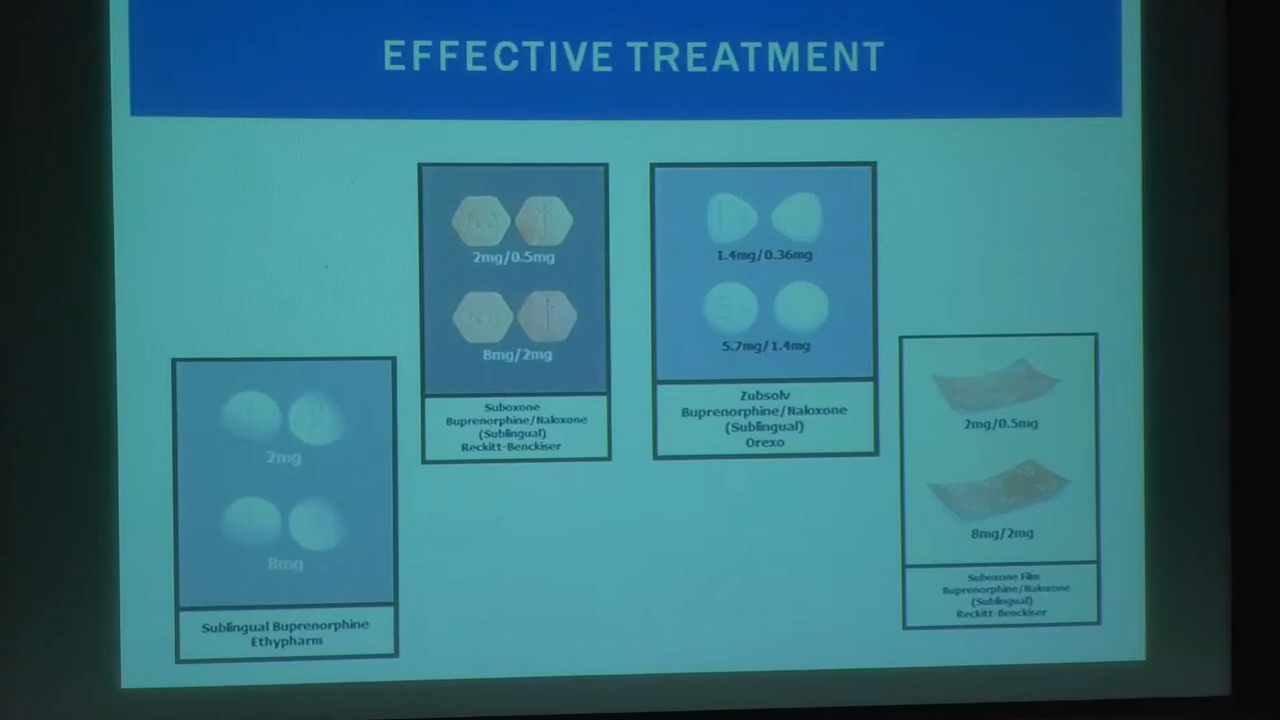 EFFECTIVE TREATMENT
2mg
8mg
Sublingual Buprenorphine
Ethypharm
2mg/0.5mg
8mg/2mg
Suboxone
Buprenorphine/Naloxone
(Sublingual)
Reckitt-Benckiser
1.4mg/0.36mg
5.7mg/1.4mg
Zubsolv
Buprenorphine/Naloxone
(Sublingual)
Orexo
2mg/0.5mg
8mg/2mg
Suboxone Film
Buprenorphine/Naloxone
(Sublingual)
Reckitt-Benckiser